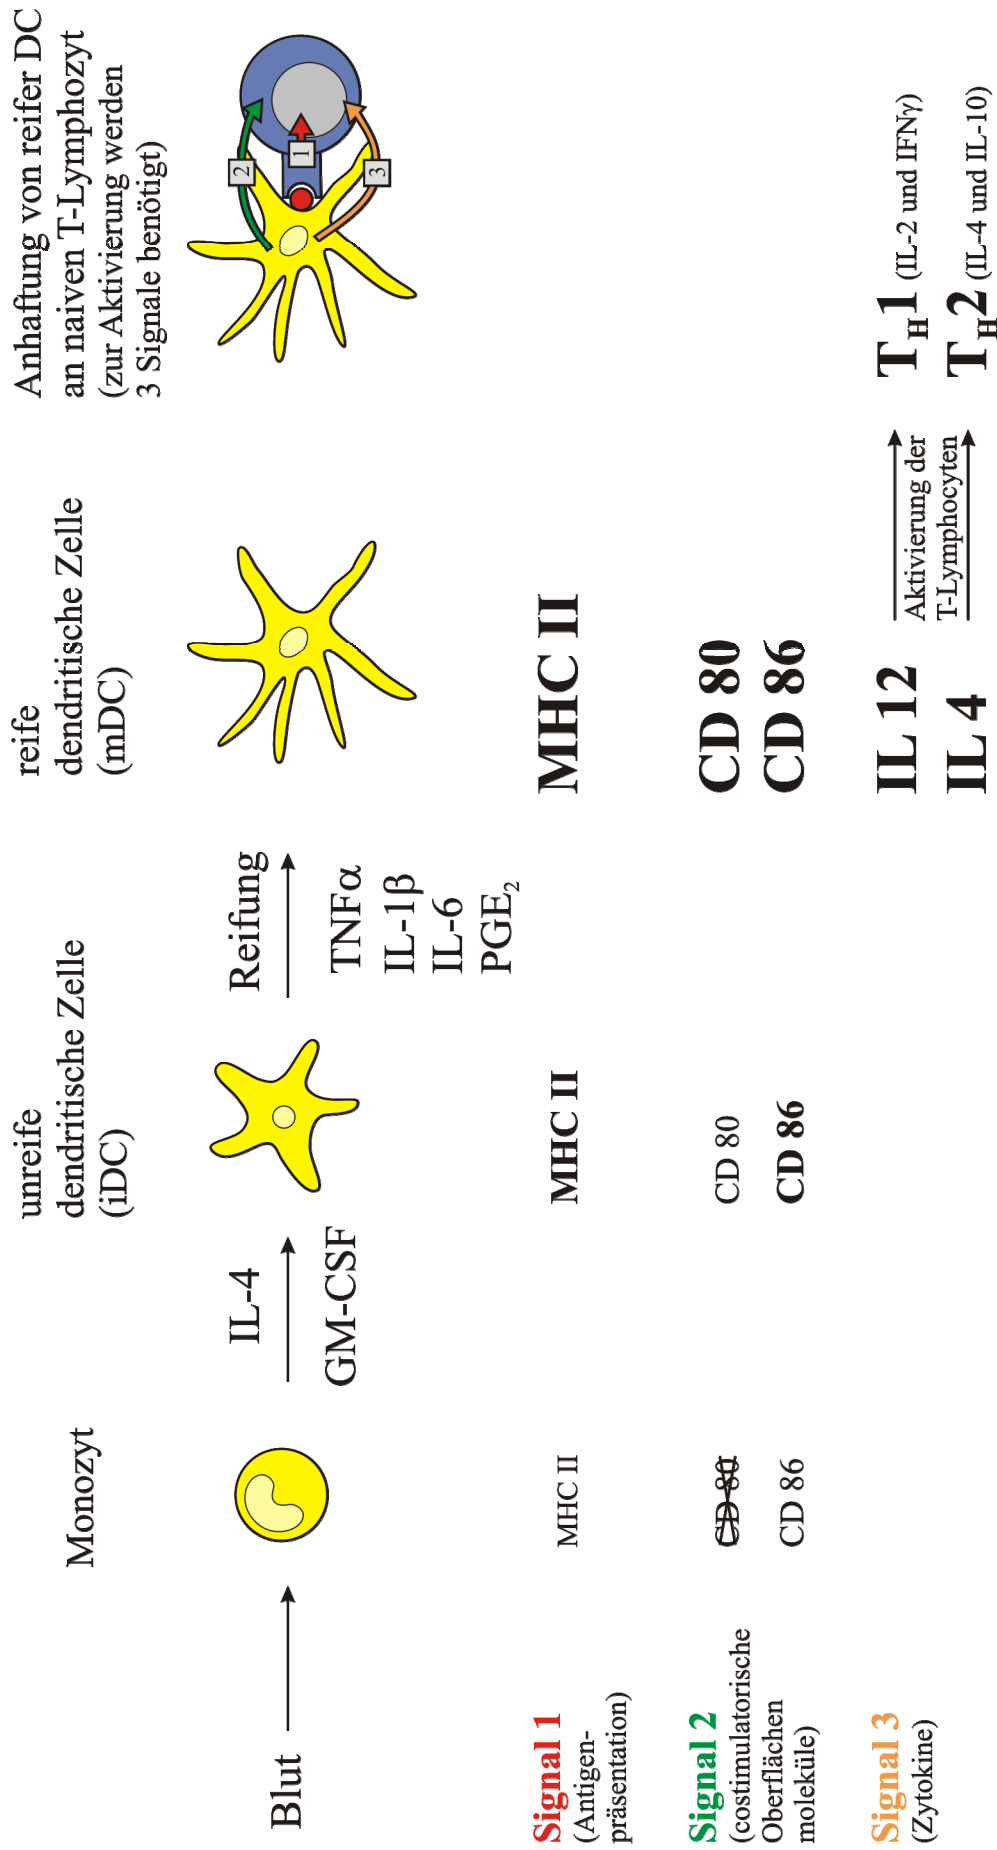 Blut
Monozyt
IL-4
GM-CSF
unreife
dendritische Zelle
(iDC)
Reifung
TNFα
IL-1β
IL-6
PGE₂
reife
dendritische Zelle
(mDC)
Anhaftung von reifer DC
an naiven T-Lymphozyt
(zur Aktivierung werden
3 Signale benötigt)
2
1
3
Signal 1
(Antigen-
präsentation)
MHC II
MHC II
MHC II
Signal 2
(costimulatorische
Oberflächen
moleküle)
CD 80
CD 86
CD 80
CD 86
CD 80
CD 86
Signal 3
(Zytokine)
IL 12
IL 4
Aktivierung der
T-Lymphocyten
TH1 (IL-2 und IFNγ)
TH2 (IL-4 und IL-10)